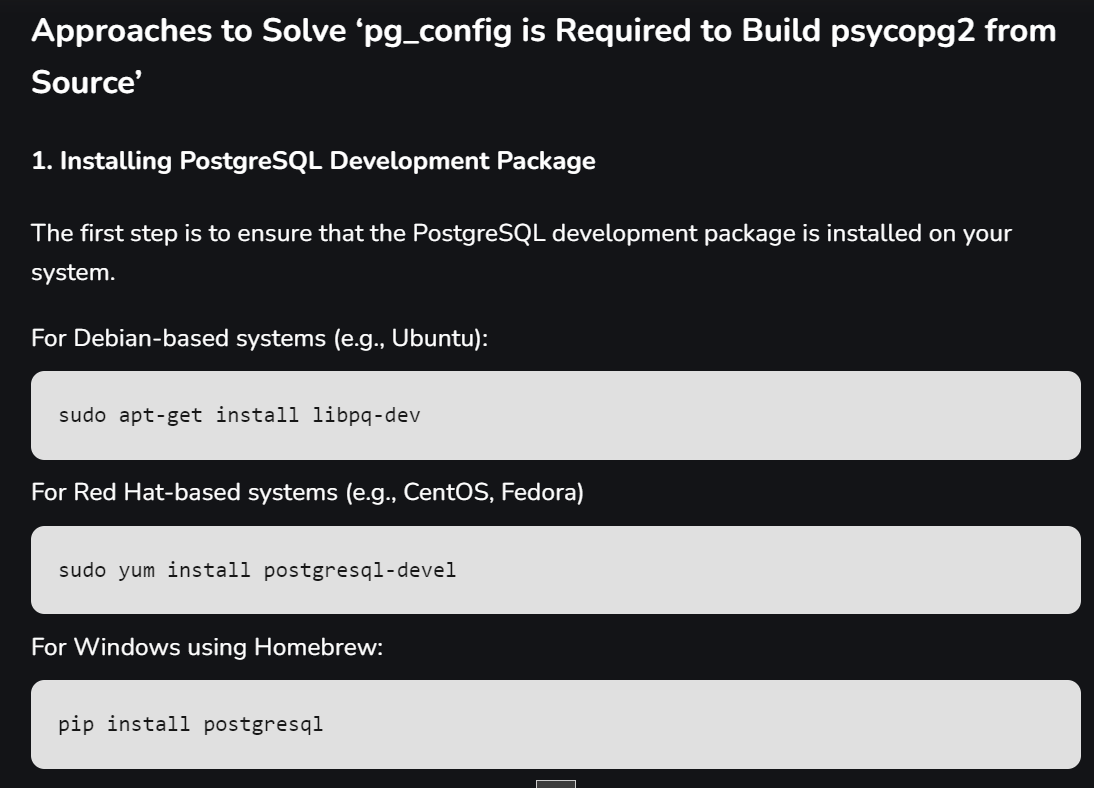 Approaches to Solve ‘pg_config is Required to Build psycopg2 from
Source’
1. Installing PostgreSQL Development Package
The first step is to ensure that the PostgreSQL development package is installed on your
system.
For Debian-based systems (e.g., Ubuntu):
sudo apt-get install libpq-dev
For Red Hat-based systems (e.g., CentOS, Fedora)
sudo yum install postgresql-devel
For Windows using Homebrew:
pip install postgresql